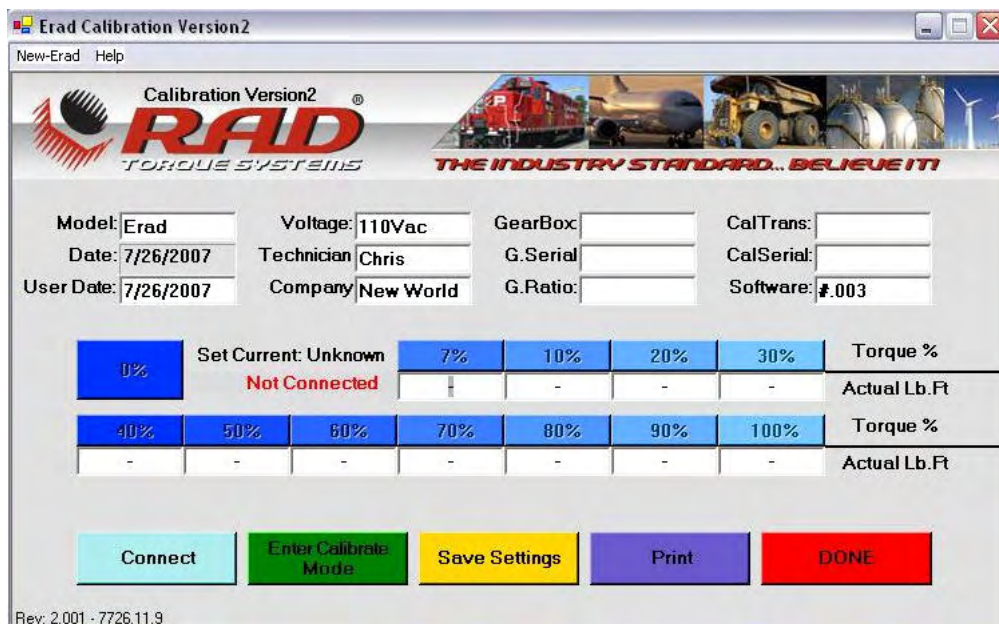 Erad Calibration Version2
New-Erad Help
Calibration Version2
RAD ®
TORQUE SYSTEMS
CP
THE INDUSTRY STANDARD... BELIEVE IT!
Model: Erad Voltage: 110Vac GearBox CalTrans:
Date: 7/26/2007 Technician Chris G.Serial CalSerial:
User Date: 7/26/2007 Company New World G.Ratio: Software: #.003
0% Set Current: Unknown 7% 10% 20% 30% Torque %
Not Connected - - - - Actual Lb.Ft
40% 50% 60% 70% 80% 90% 100% Torque %
- - - - - - - Actual Lb.Ft
Connect Enter Calibrate Mode Save Settings Print DONE
Rev: 2.001 - 7726.11.9